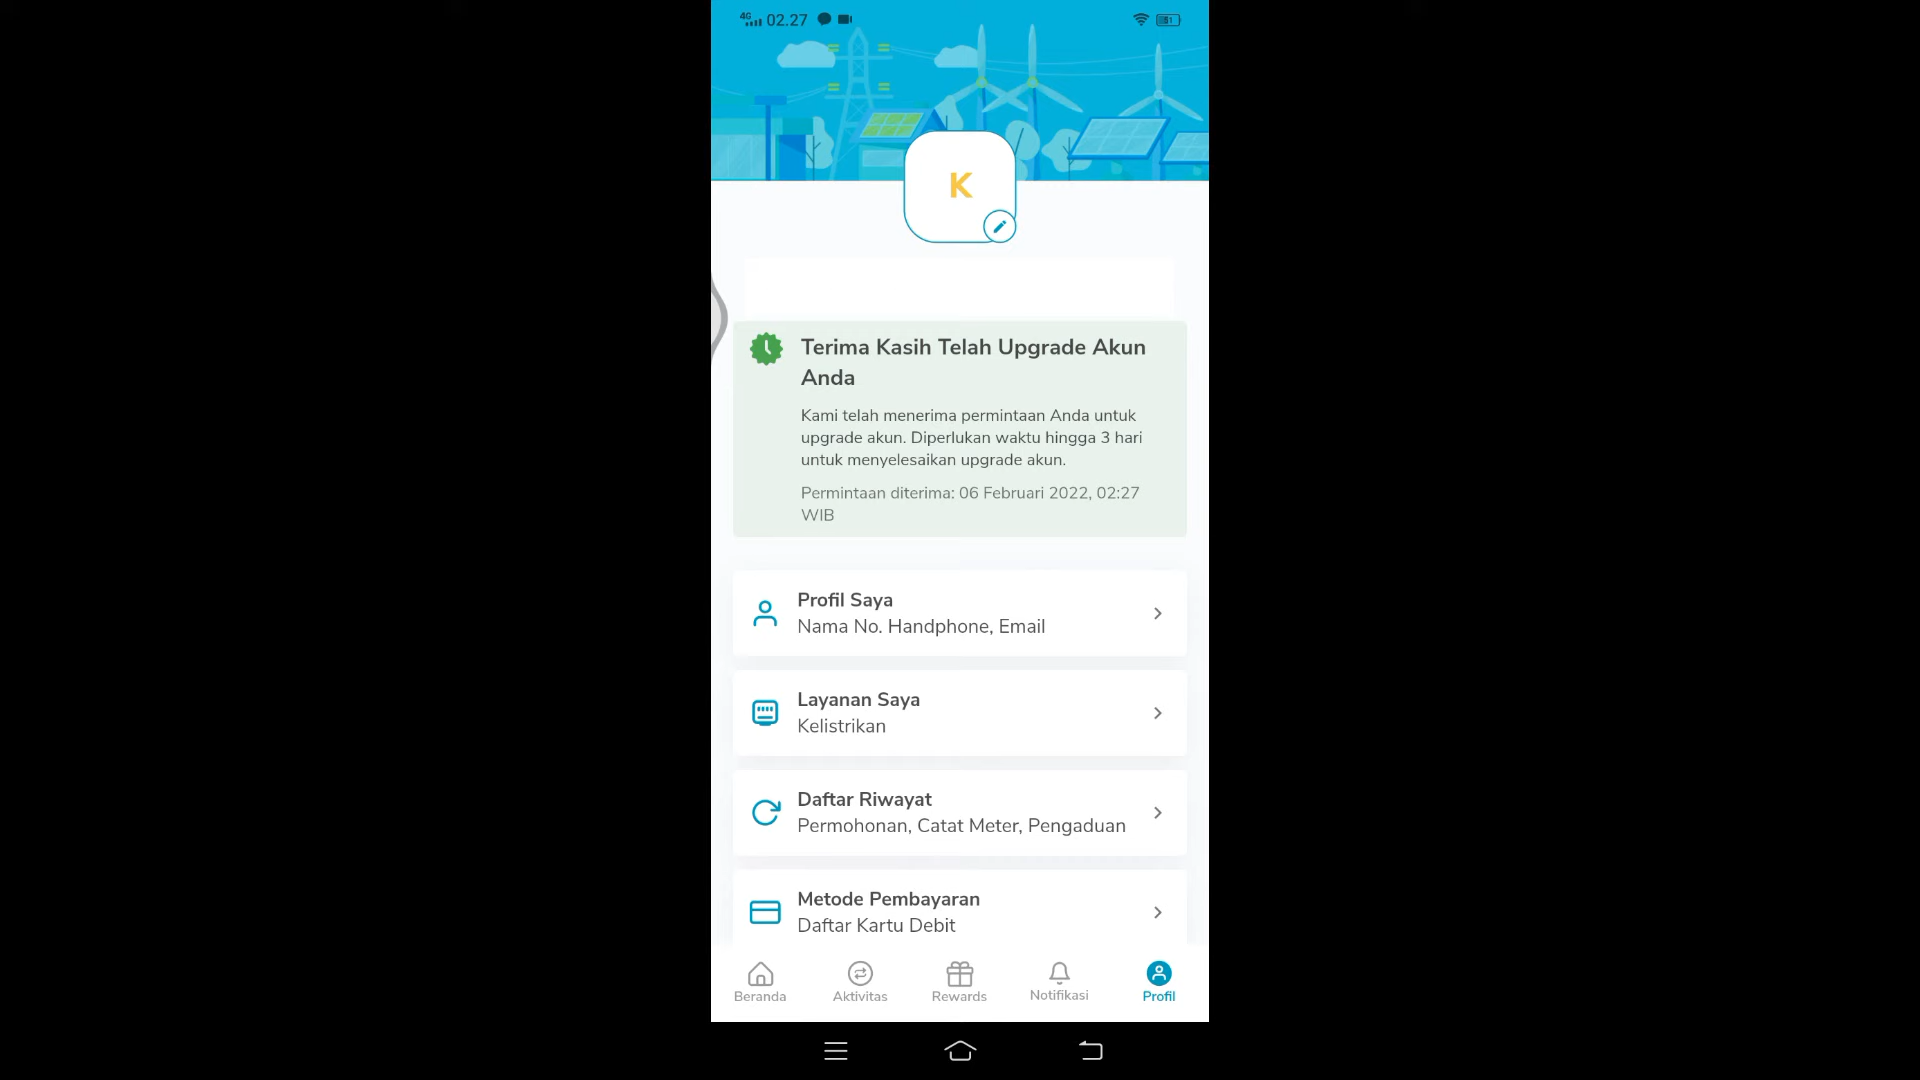 4G 02.27
81
K
Terima Kasih Telah Upgrade Akun
Anda
Kami telah menerima permintaan Anda untuk
upgrade akun. Diperlukan waktu hingga 3 hari
untuk menyelesaikan upgrade akun.
Permintaan diterima: 06 Februari 2022, 02:27
WIB
Profil Saya
Nama No. Handphone, Email
Layanan Saya
Kelistrikan
Daftar Riwayat
Permohonan, Catat Meter, Pengaduan
Metode Pembayaran
Daftar Kartu Debit
Beranda Aktivitas Rewards Notifikasi Profil